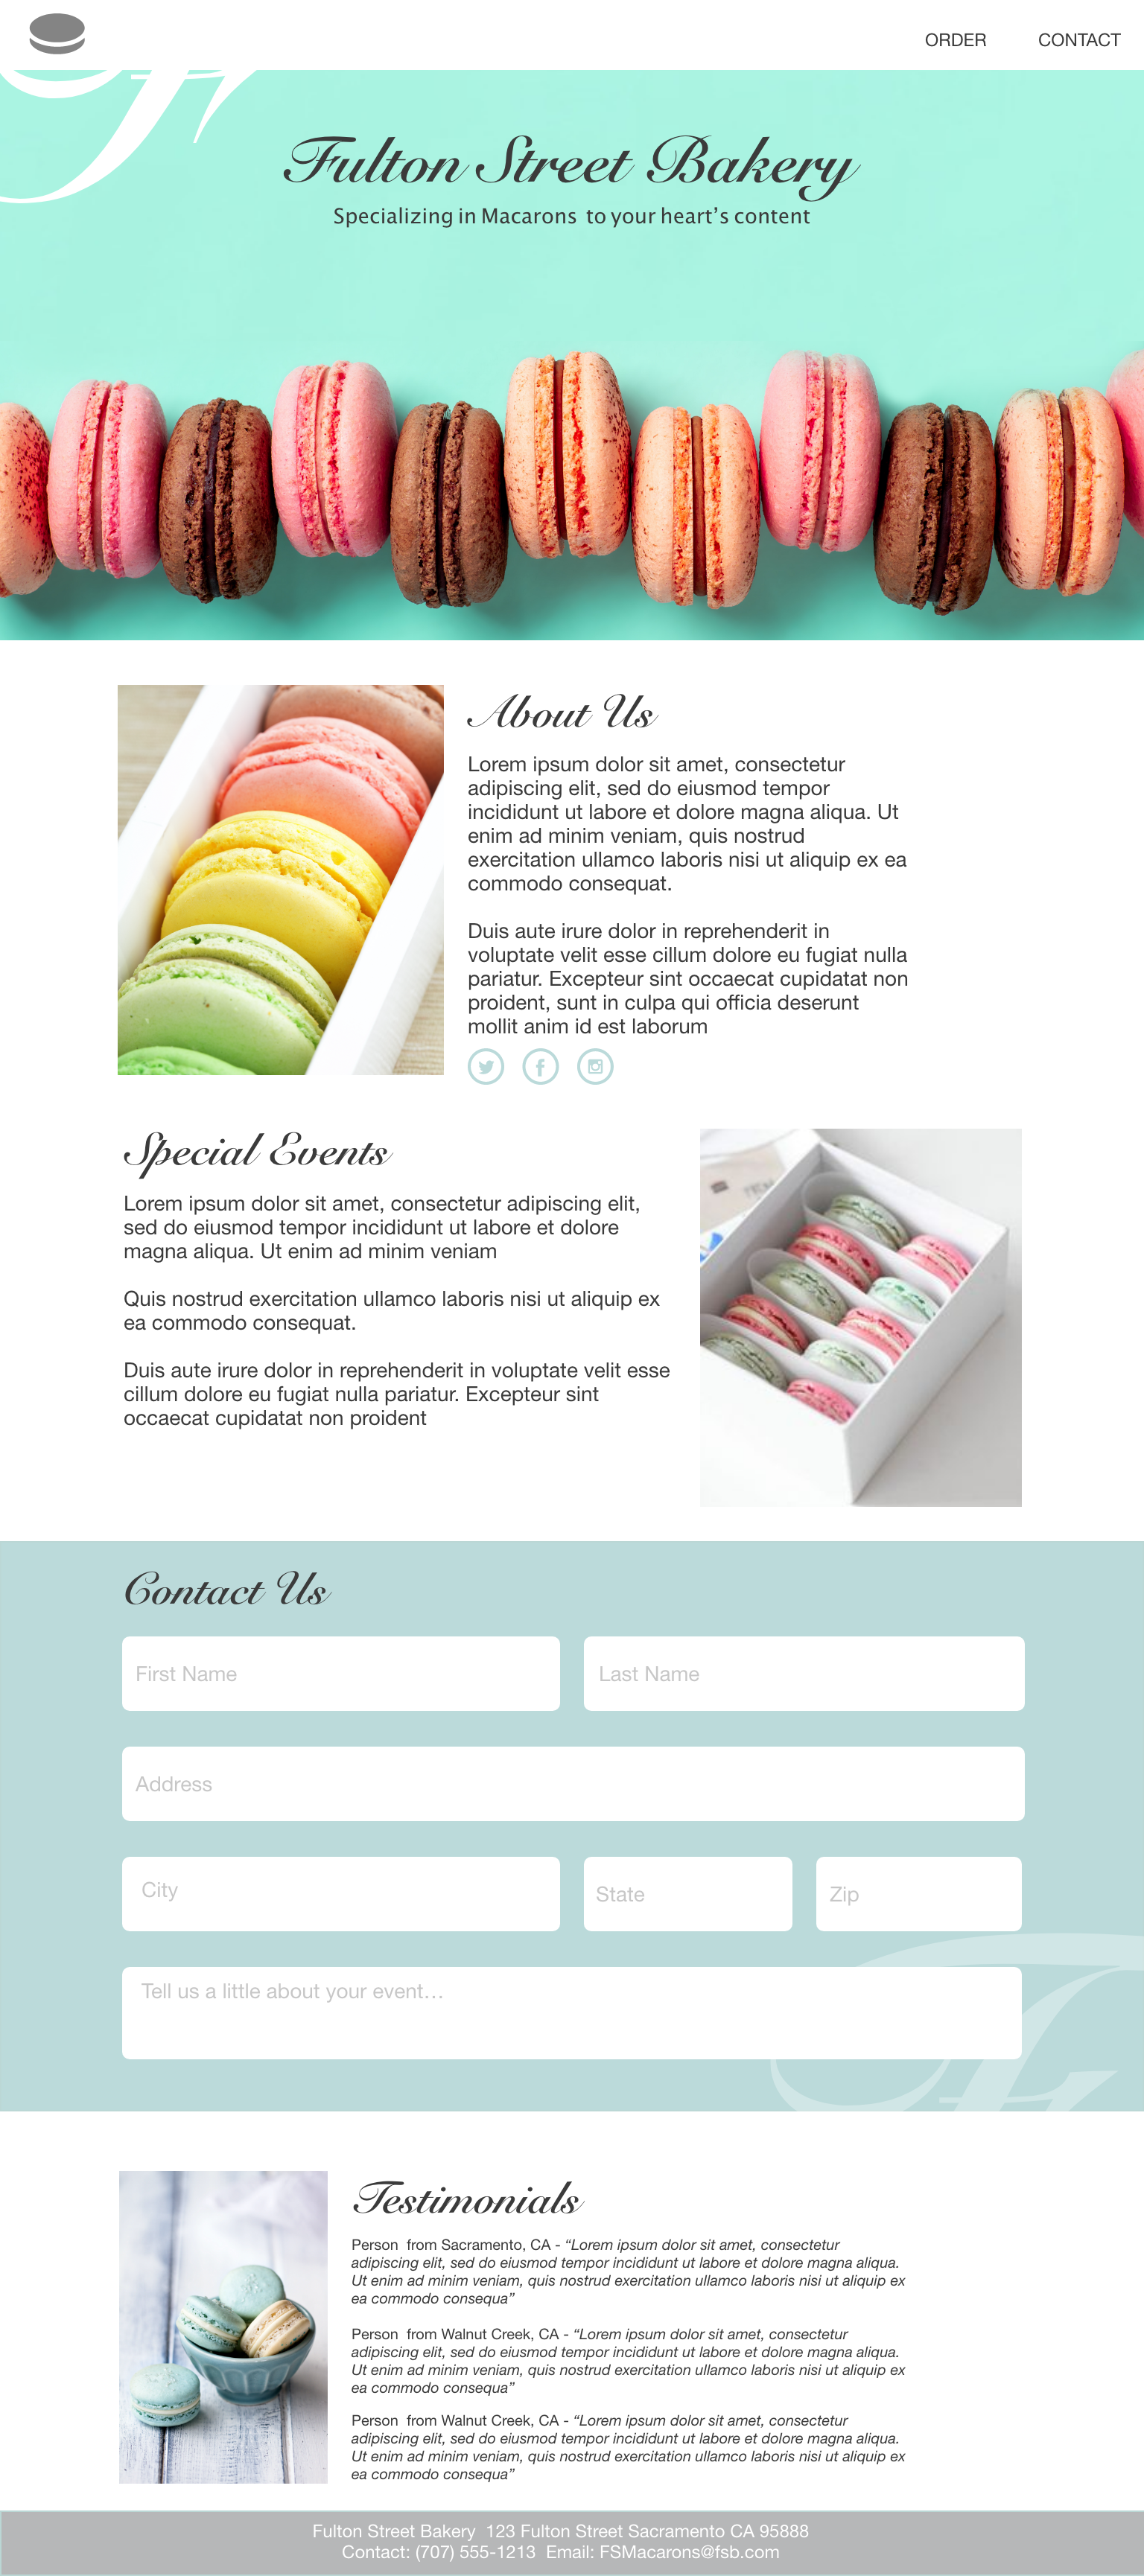 ORDER CONTACT
Fulton Street Bakery
Specializing in Macarons to your heart’s content
About Us
Lorem ipsum dolor sit amet, consectetur
adipiscing elit, sed do eiusmod tempor
incididunt ut labore et dolore magna aliqua. Ut
enim ad minim veniam, quis nostrud
exercitation ullamco laboris nisi ut aliquip ex ea
commodo consequat.
Duis aute irure dolor in reprehenderit in
voluptate velit esse cillum dolore eu fugiat nulla
pariatur. Excepteur sint occaecat cupidatat non
proident, sunt in culpa qui officia deserunt
mollit anim id est laborum
Special Events
Lorem ipsum dolor sit amet, consectetur adipiscing elit,
sed do eiusmod tempor incididunt ut labore et dolore
magna aliqua. Ut enim ad minim veniam
Quis nostrud exercitation ullamco laboris nisi ut aliquip ex
ea commodo consequat.
Duis aute irure dolor in reprehenderit in voluptate velit esse
cillum dolore eu fugiat nulla pariatur. Excepteur sint
occaecat cupidatat non proident
Contact Us
First Name
Last Name
Address
City
State
Zip
Tell us a little about your event…
Testimonials
Person from Sacramento, CA - “Lorem ipsum dolor sit amet, consectetur
adipiscing elit, sed do eiusmod tempor incididunt ut labore et dolore magna aliqua.
Ut enim ad minim veniam, quis nostrud exercitation ullamco laboris nisi ut aliquip ex
ea commodo consequa”
Person from Walnut Creek, CA - “Lorem ipsum dolor sit amet, consectetur
adipiscing elit, sed do eiusmod tempor incididunt ut labore et dolore magna aliqua.
Ut enim ad minim veniam, quis nostrud exercitation ullamco laboris nisi ut aliquip ex
ea commodo consequa”
Person from Walnut Creek, CA - “Lorem ipsum dolor sit amet, consectetur
adipiscing elit, sed do eiusmod tempor incididunt ut labore et dolore magna aliqua.
Ut enim ad minim veniam, quis nostrud exercitation ullamco laboris nisi ut aliquip ex
ea commodo consequa”
Fulton Street Bakery 123 Fulton Street Sacramento CA 95888
Contact: (707) 555-1213 Email: FSMacarons@fsb.com